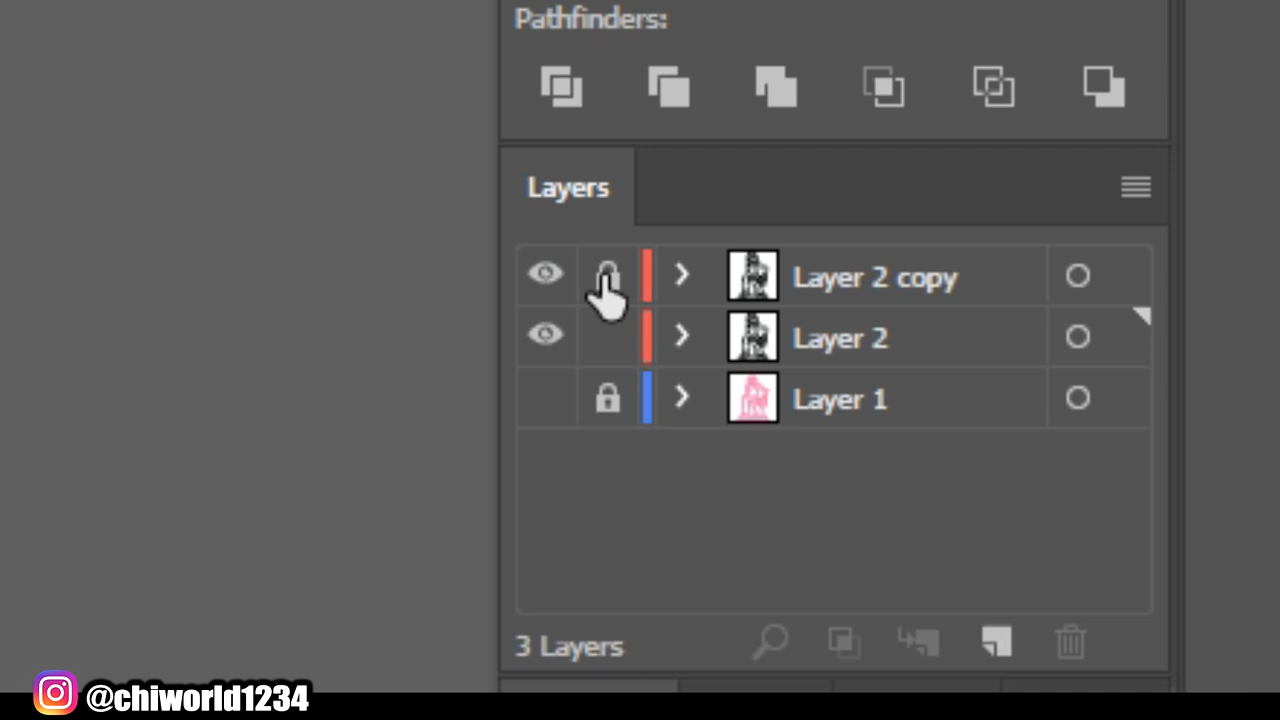 Pathfinders:
Layers
Layer 2 copy
Layer 2
Layer 1
3 Layers
@chiworld1234